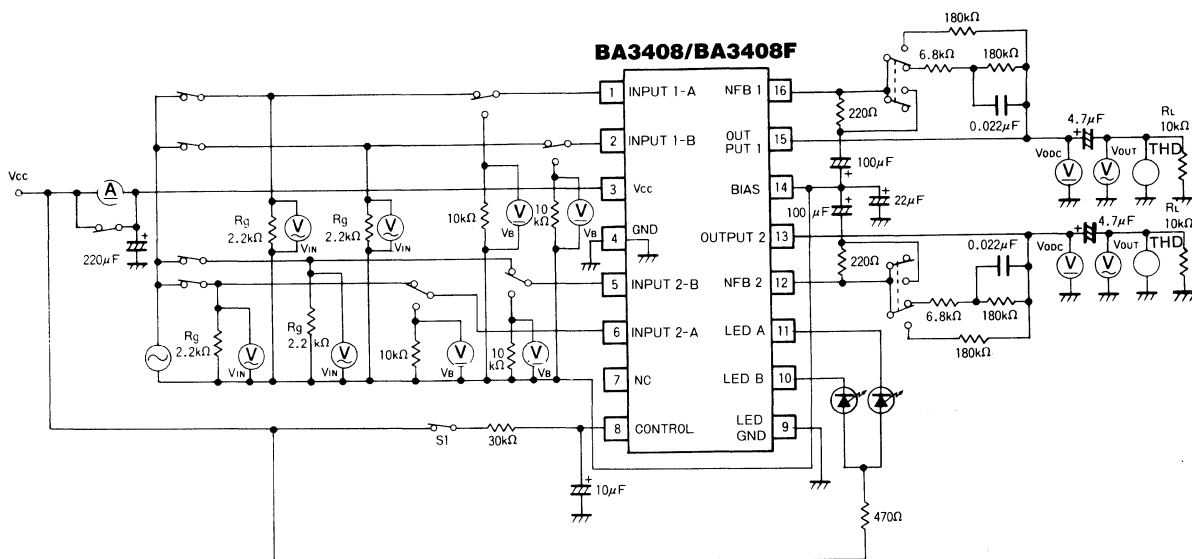 BA3408/BA3408F
1 INPUT 1-A
2 INPUT 1-B
3 Vcc
4 GND
5 INPUT 2-B
6 INPUT 2-A
7 NC
8 CONTROL
NFB 1 16
OUT PUT 1 15
BIAS 14
OUTPUT 2 13
NFB 2 12
LED A 11
LED B 10
LED GND 9
Vcc
A
220μF
Rg
2.2kΩ
V
VIN
Rg
2.2kΩ
V
VIN
10kΩ
V
VB
10
kΩ
V
VB
Rg
2.2kΩ
V
VIN
Rg
2.2
kΩ
V
VIN
10kΩ
V
VB
10
kΩ
V
VB
S1
30kΩ
10μF
180kΩ
6.8kΩ
180kΩ
0.022μF
220Ω
100μF
22μF
100 μF
220Ω
4.7μF
VODC
V
VOUT
V
THD
RL
10kΩ
4.7μF
VODC
V
VOUT
V
THD
RL
10kΩ
0.022μF
6.8kΩ
180kΩ
180kΩ
470Ω